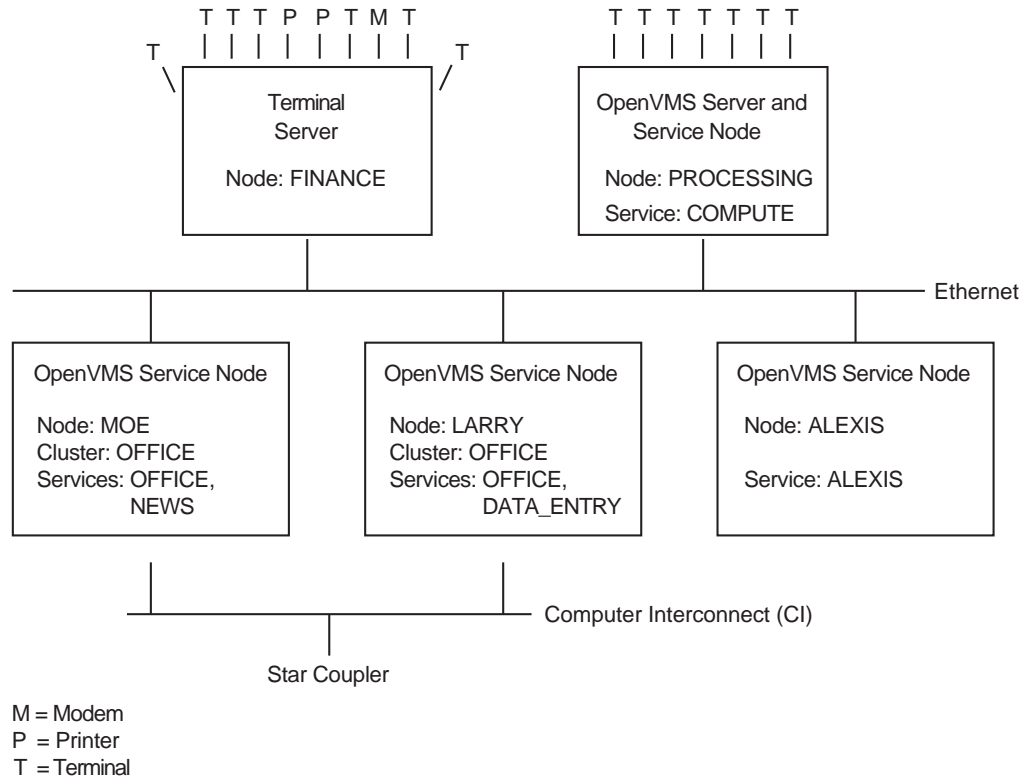 T T T P P T M T
T T T T T T T
T
T
Terminal
Server
Node: FINANCE
OpenVMS Server and
Service Node
Node: PROCESSING
Service: COMPUTE
Ethernet
OpenVMS Service Node
Node: MOE
Cluster: OFFICE
Services: OFFICE,
NEWS
OpenVMS Service Node
Node: LARRY
Cluster: OFFICE
Services: OFFICE,
DATA_ENTRY
OpenVMS Service Node
Node: ALEXIS
Service: ALEXIS
Computer Interconnect (CI)
Star Coupler
M = Modem
P = Printer
T = Terminal